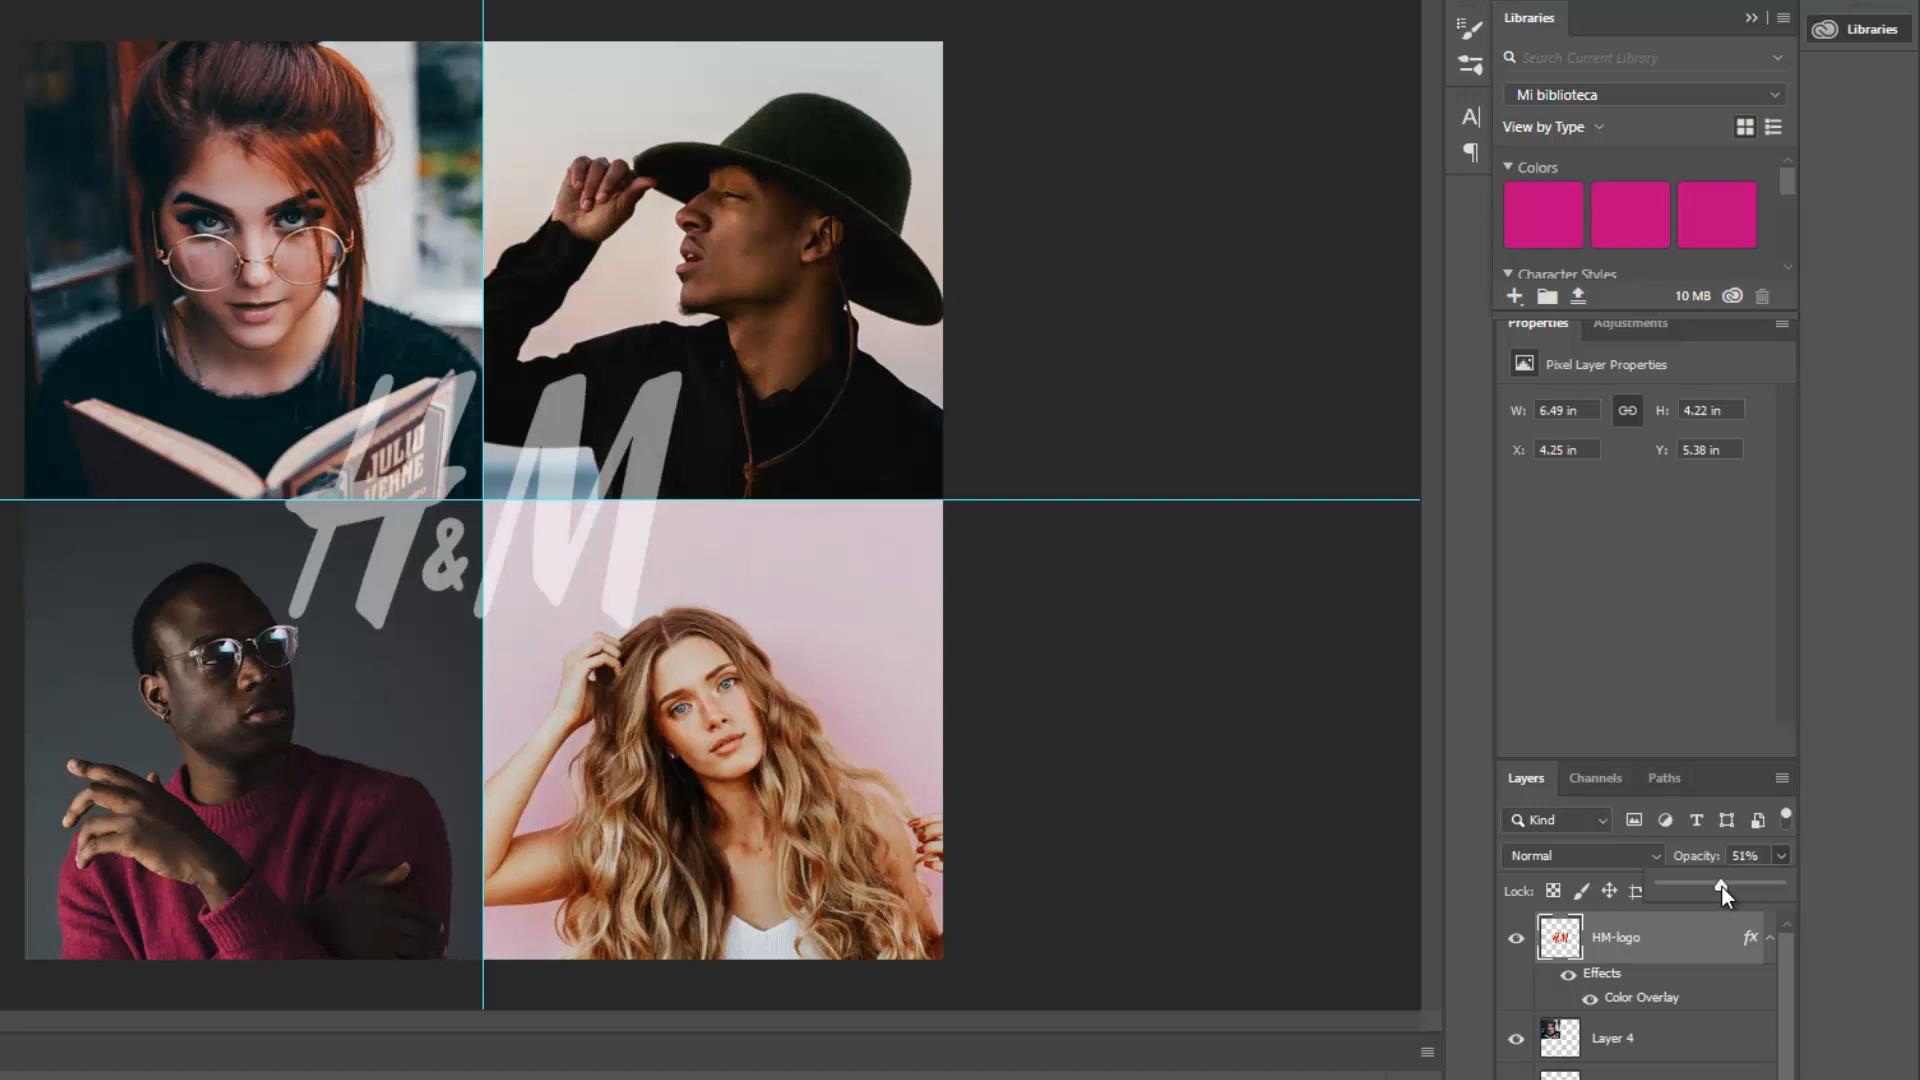 Libraries
Libraries
Search Current Library
Mi biblioteca
View by Type
Colors
Character Styles
10 MB
Properties
Adjustments
Pixel Layer Properties
W: 6.49 in
H: 4.22 in
X: 4.25 in
Y: 5.38 in
JULIO
VERNE
H&M
Layers
Channels
Paths
Kind
Normal
Opacity: 51%
Lock:
HM-logo
fx
Effects
Color Overlay
Layer 4